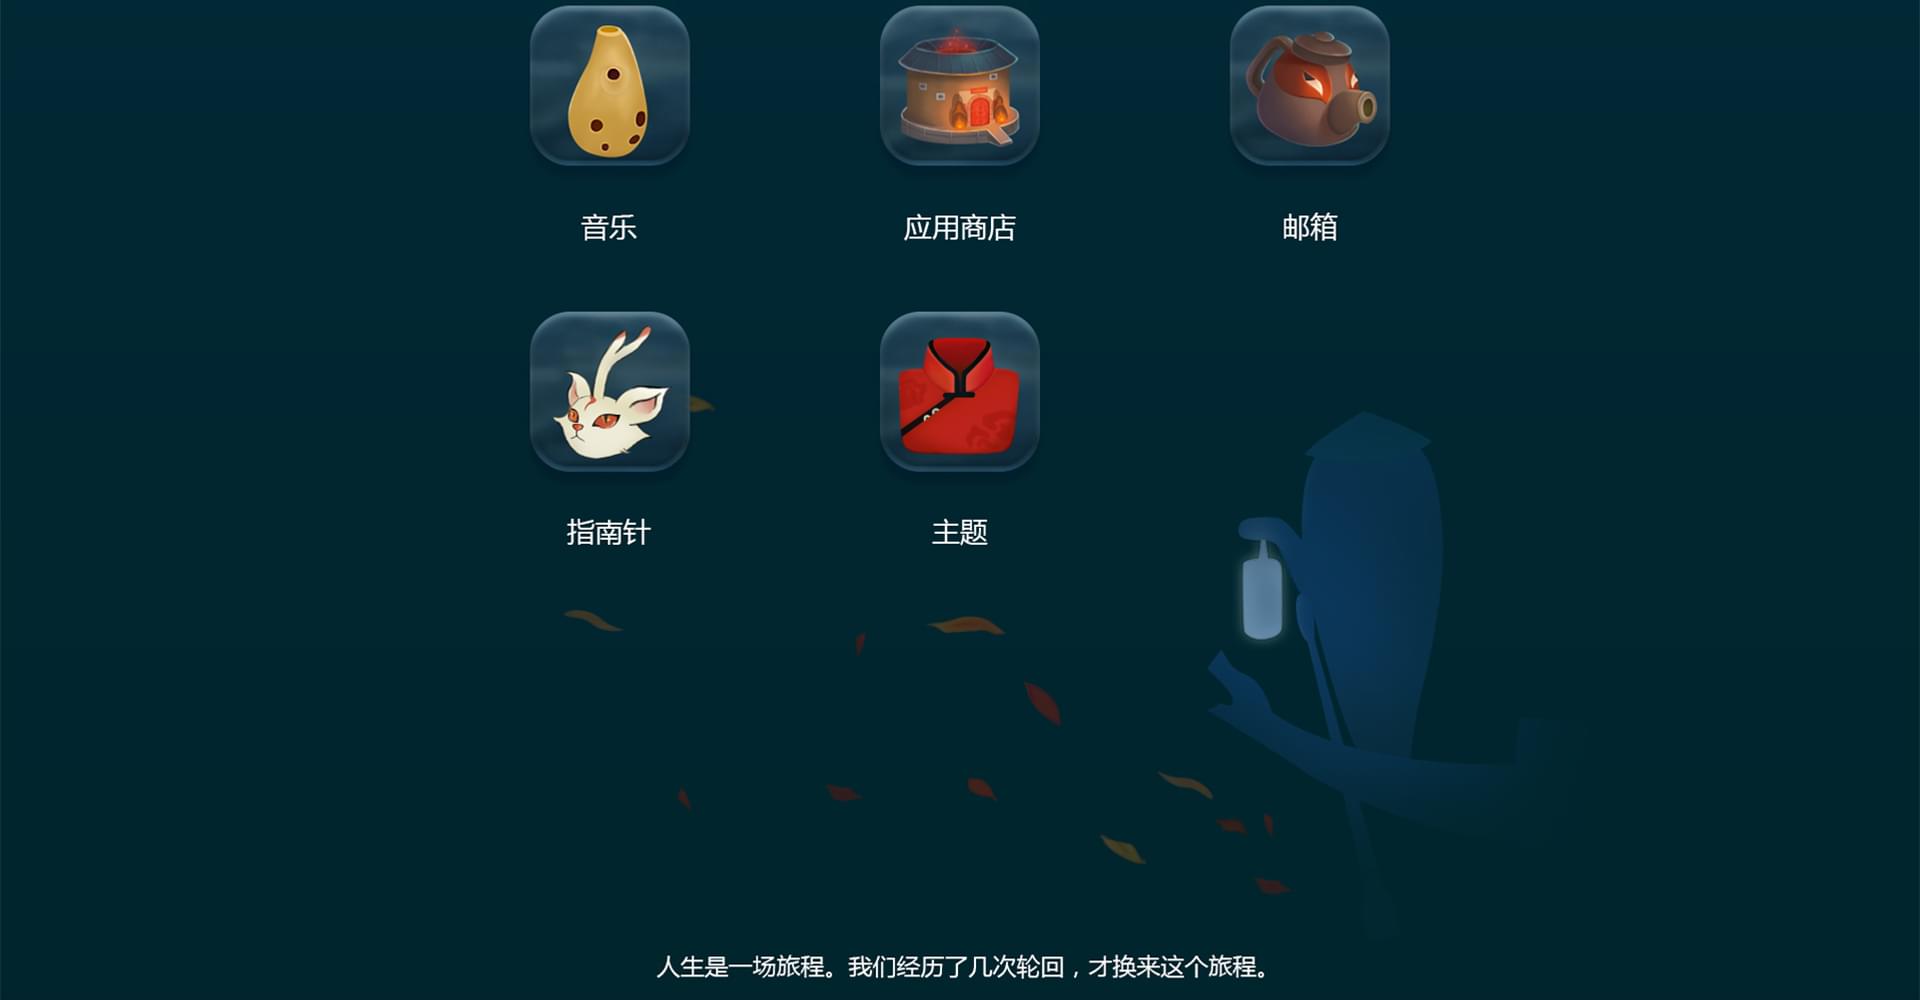 音乐
应用商店
邮箱
指南针
主题
人生是一场旅程。我们经历了几次轮回，才换来这个旅程。